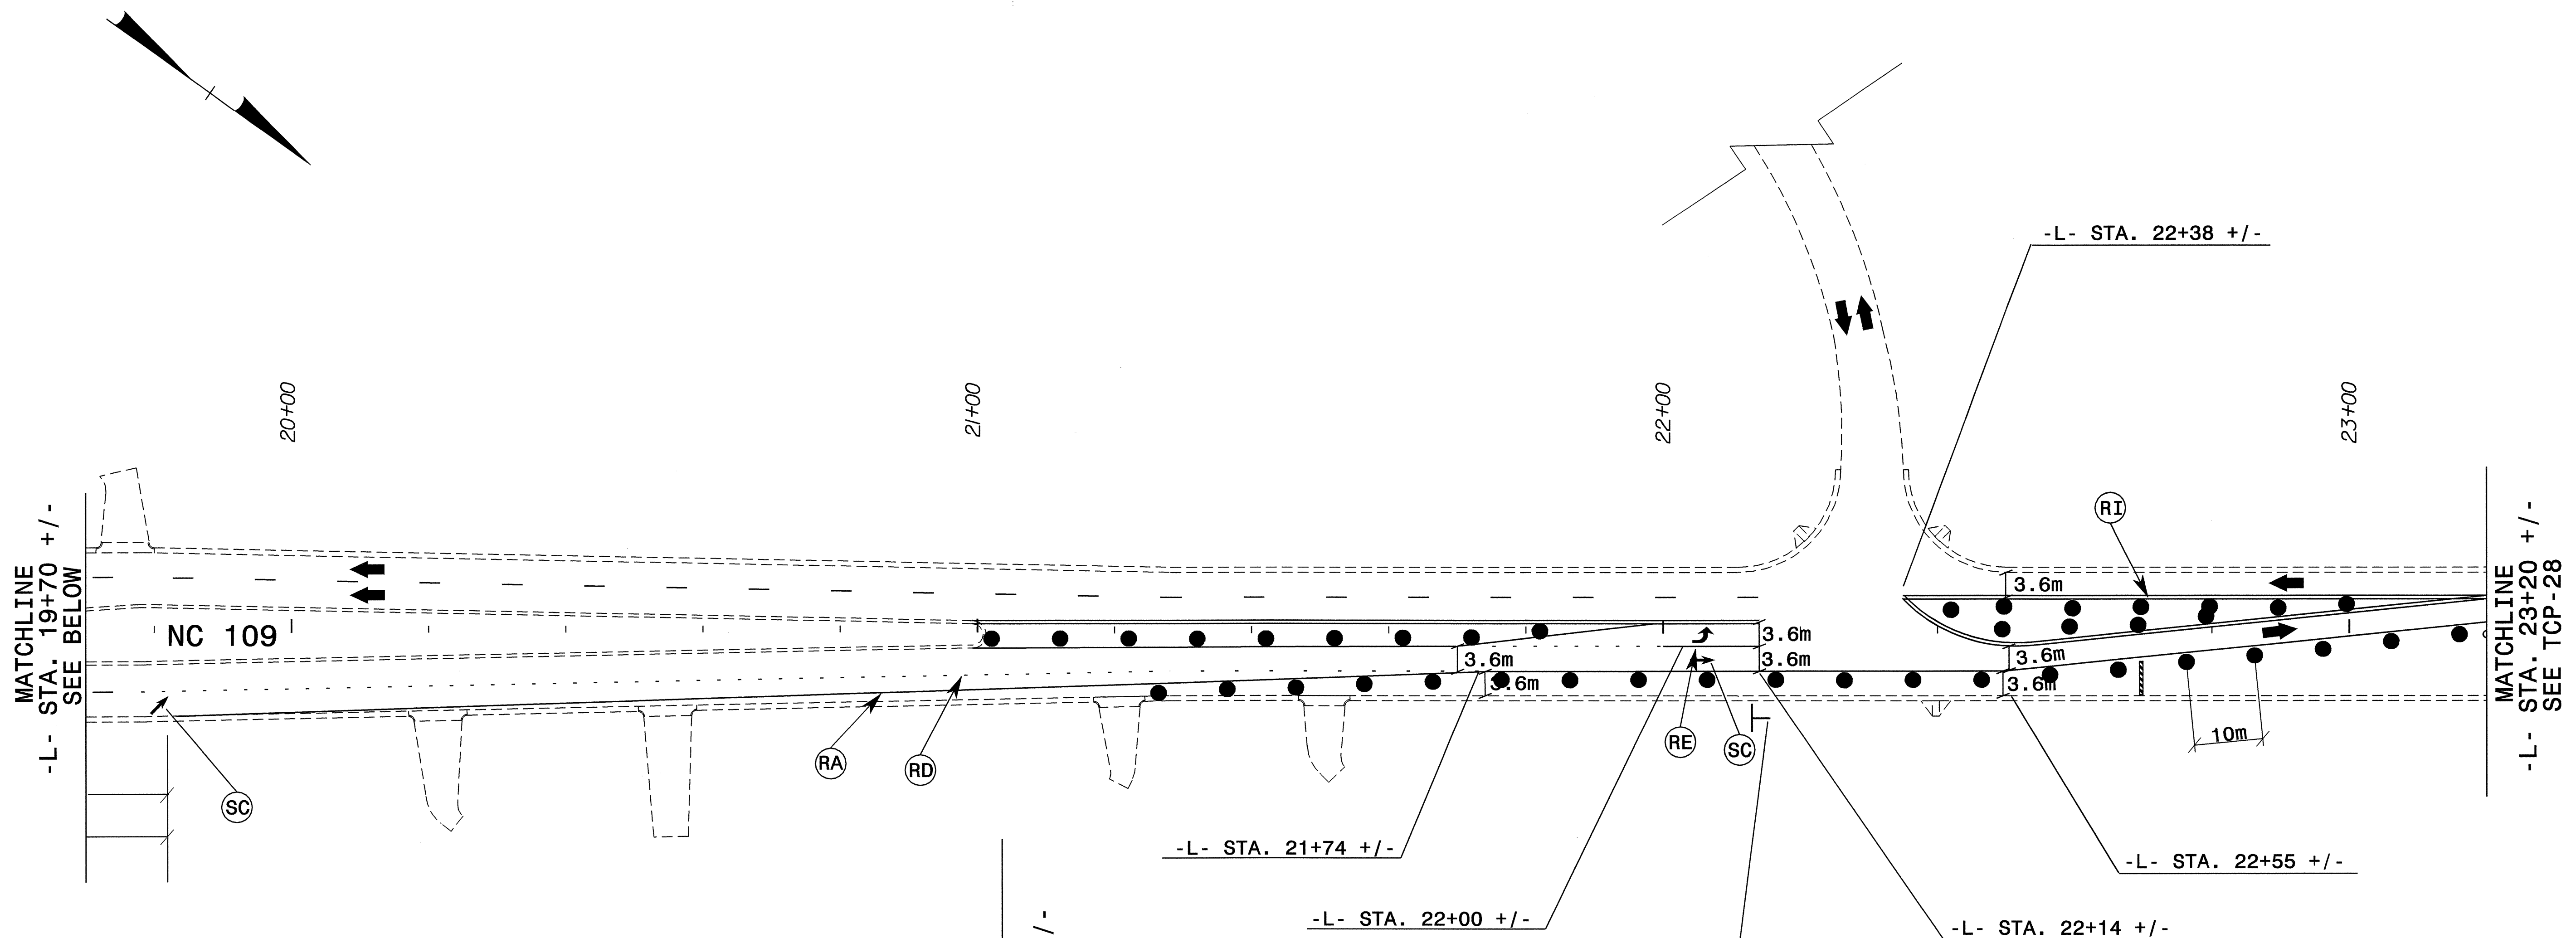 -L- STA. 22+38 +/-
20+00
21+00
22+00
23+00
RI
MATCHLINE
-L- STA. 19+70 +/-
SEE BELOW
NC 109
3.6m
3.6m
3.6m
3.6m
3.6m
3.6m
3.6m
MATCHLINE
-L- STA. 23+20 +/-
SEE TCP-28
10m
SC
RA
RD
RE
SC
-L- STA. 21+74 +/-
-L- STA. 22+55 +/-
-L- STA. 22+00 +/-
-L- STA. 22+14 +/-
/-